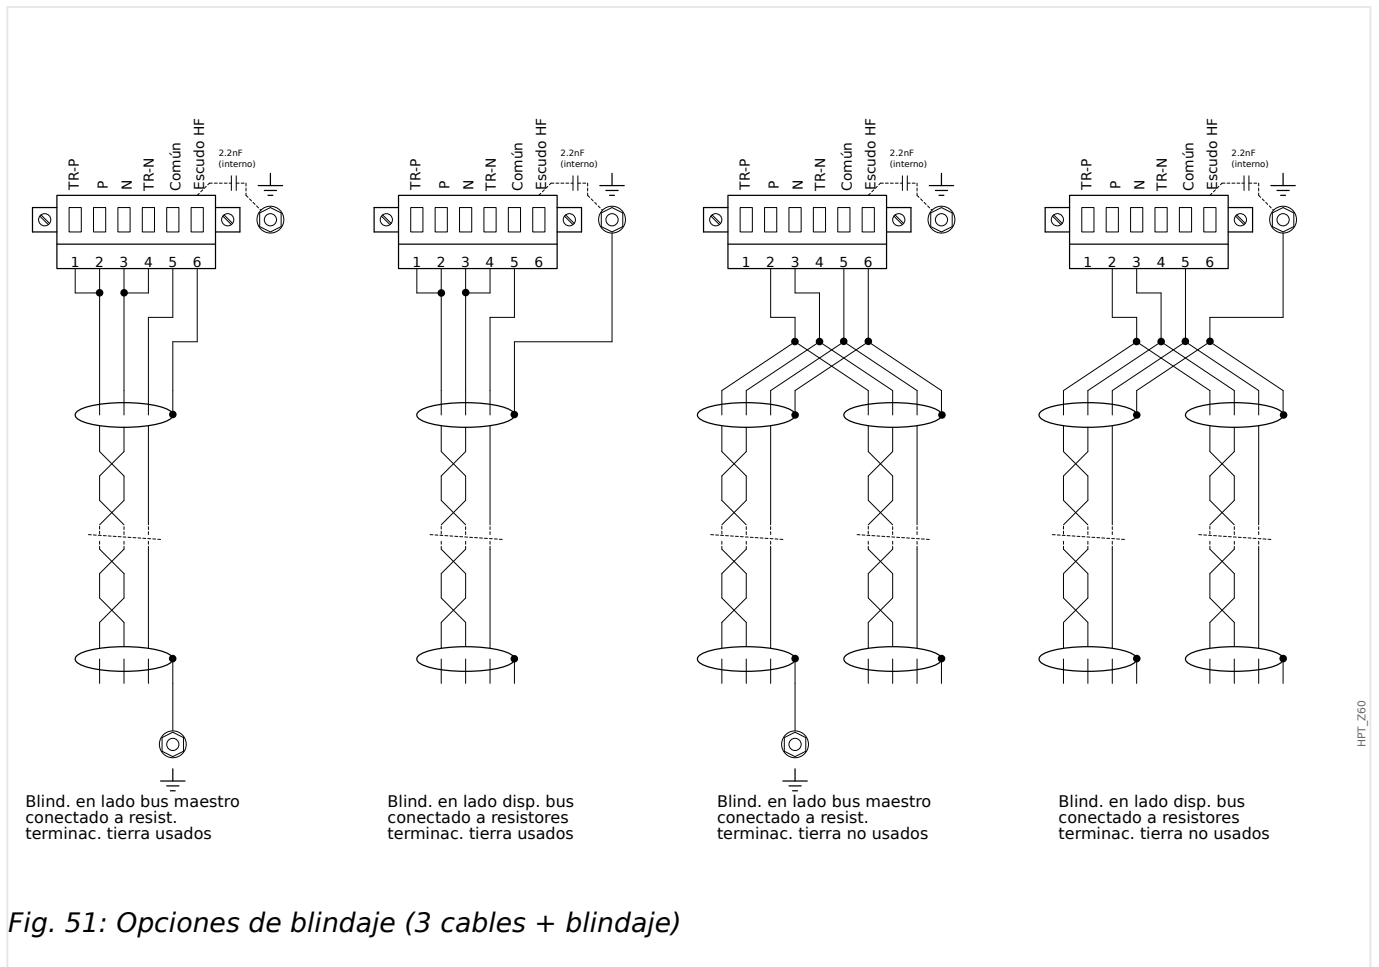 TR-P P N TR-N Común Escudo HF
2.2nF
(interno)
1 2 3 4 5 6
Blind. en lado bus maestro
conectado a resist.
terminac. tierra usados
TR-P P N TR-N Común Escudo HF
2.2nF
(interno)
1 2 3 4 5 6
Blind. en lado disp. bus
conectado a resistores
terminac. tierra usados
TR-P P N TR-N Común Escudo HF
2.2nF
(interno)
1 2 3 4 5 6
Blind. en lado bus maestro
conectado a resist.
terminac. tierra no usados
TR-P P N TR-N Común Escudo HF
2.2nF
(interno)
1 2 3 4 5 6
Blind. en lado disp. bus
conectado a resistores
terminac. tierra no usados
HPT_Z60
Fig. 51: Opciones de blindaje (3 cables + blindaje)